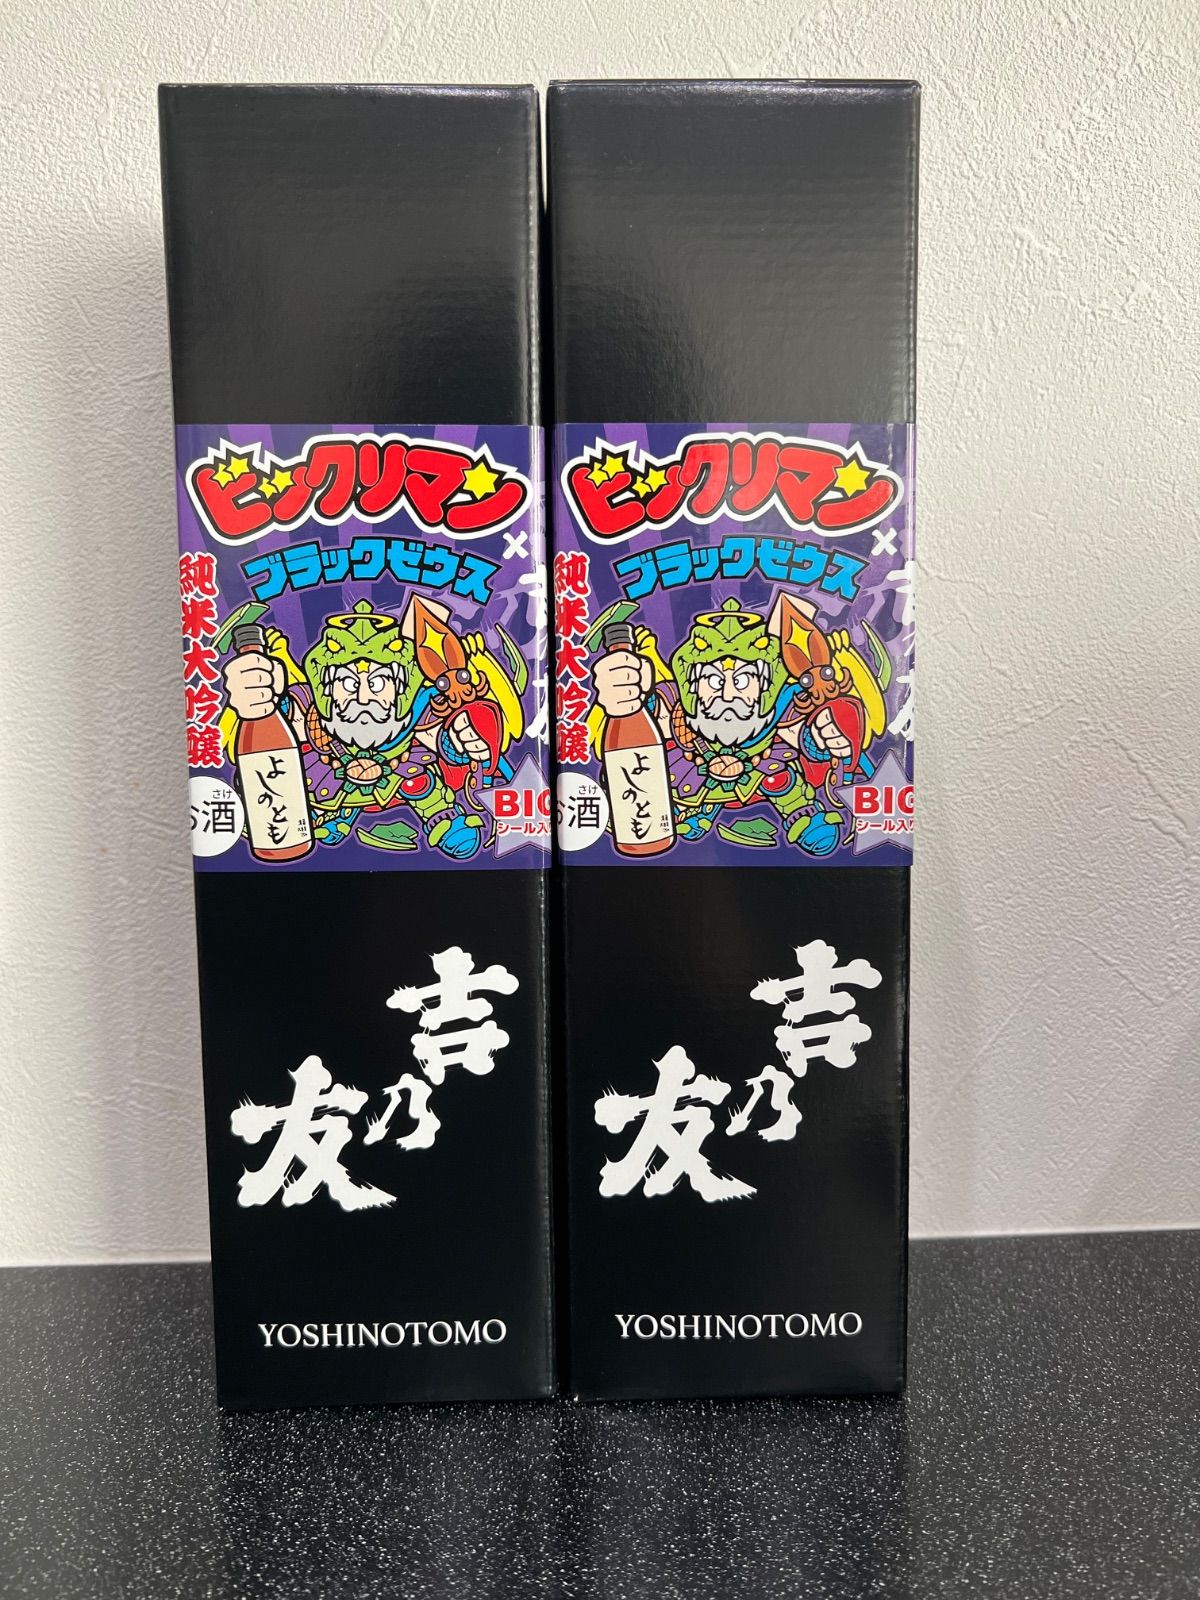 ビックリマン
×
ブラックゼウス
純米大吟醸
よしのとも
さけ
お酒
BIG
シール入り
吉乃友
YOSHINOTOMO
ビックリマン
×
ブラックゼウス
純米大吟醸
よしのとも
さけ
お酒
BIG
シール入り
吉乃友
YOSHINOTOMO